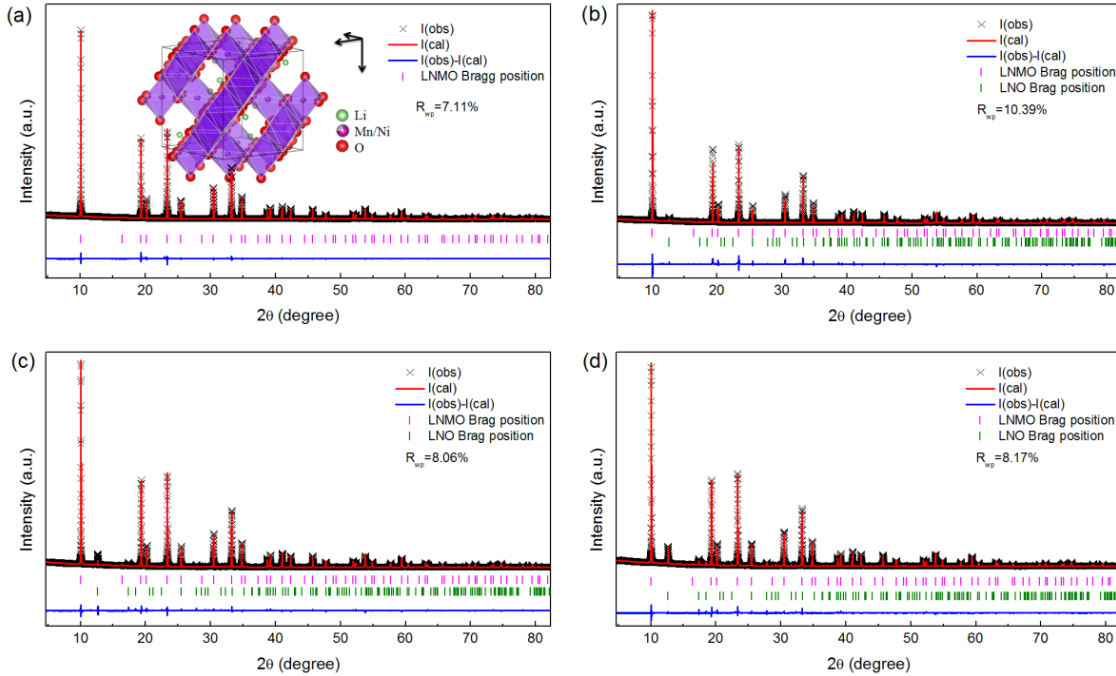 (a)
I(obs)
I(cal)
I(obs)-I(cal)
LNMO Bragg position
R_wp=7.11%
Li
Mn/Ni
O
Intensity (a.u.)
10 20 30 40 50 60 70 80
2θ (degree)
(b)
I(obs)
I(cal)
I(obs)-I(cal)
LNMO Brag position
LNO Brag position
R_wp=10.39%
Intensity (a.u.)
10 20 30 40 50 60 70 80
2θ (degree)
(c)
I(obs)
I(cal)
I(obs)-I(cal)
LNMO Brag position
LNO Brag position
R_wp=8.06%
Intensity (a.u.)
10 20 30 40 50 60 70 80
2θ (degree)
(d)
I(obs)
I(cal)
I(obs)-I(cal)
LNMO Brag position
LNO Brag position
R_wp=8.17%
Intensity (a.u.)
10 20 30 40 50 60 70 80
2θ (degree)